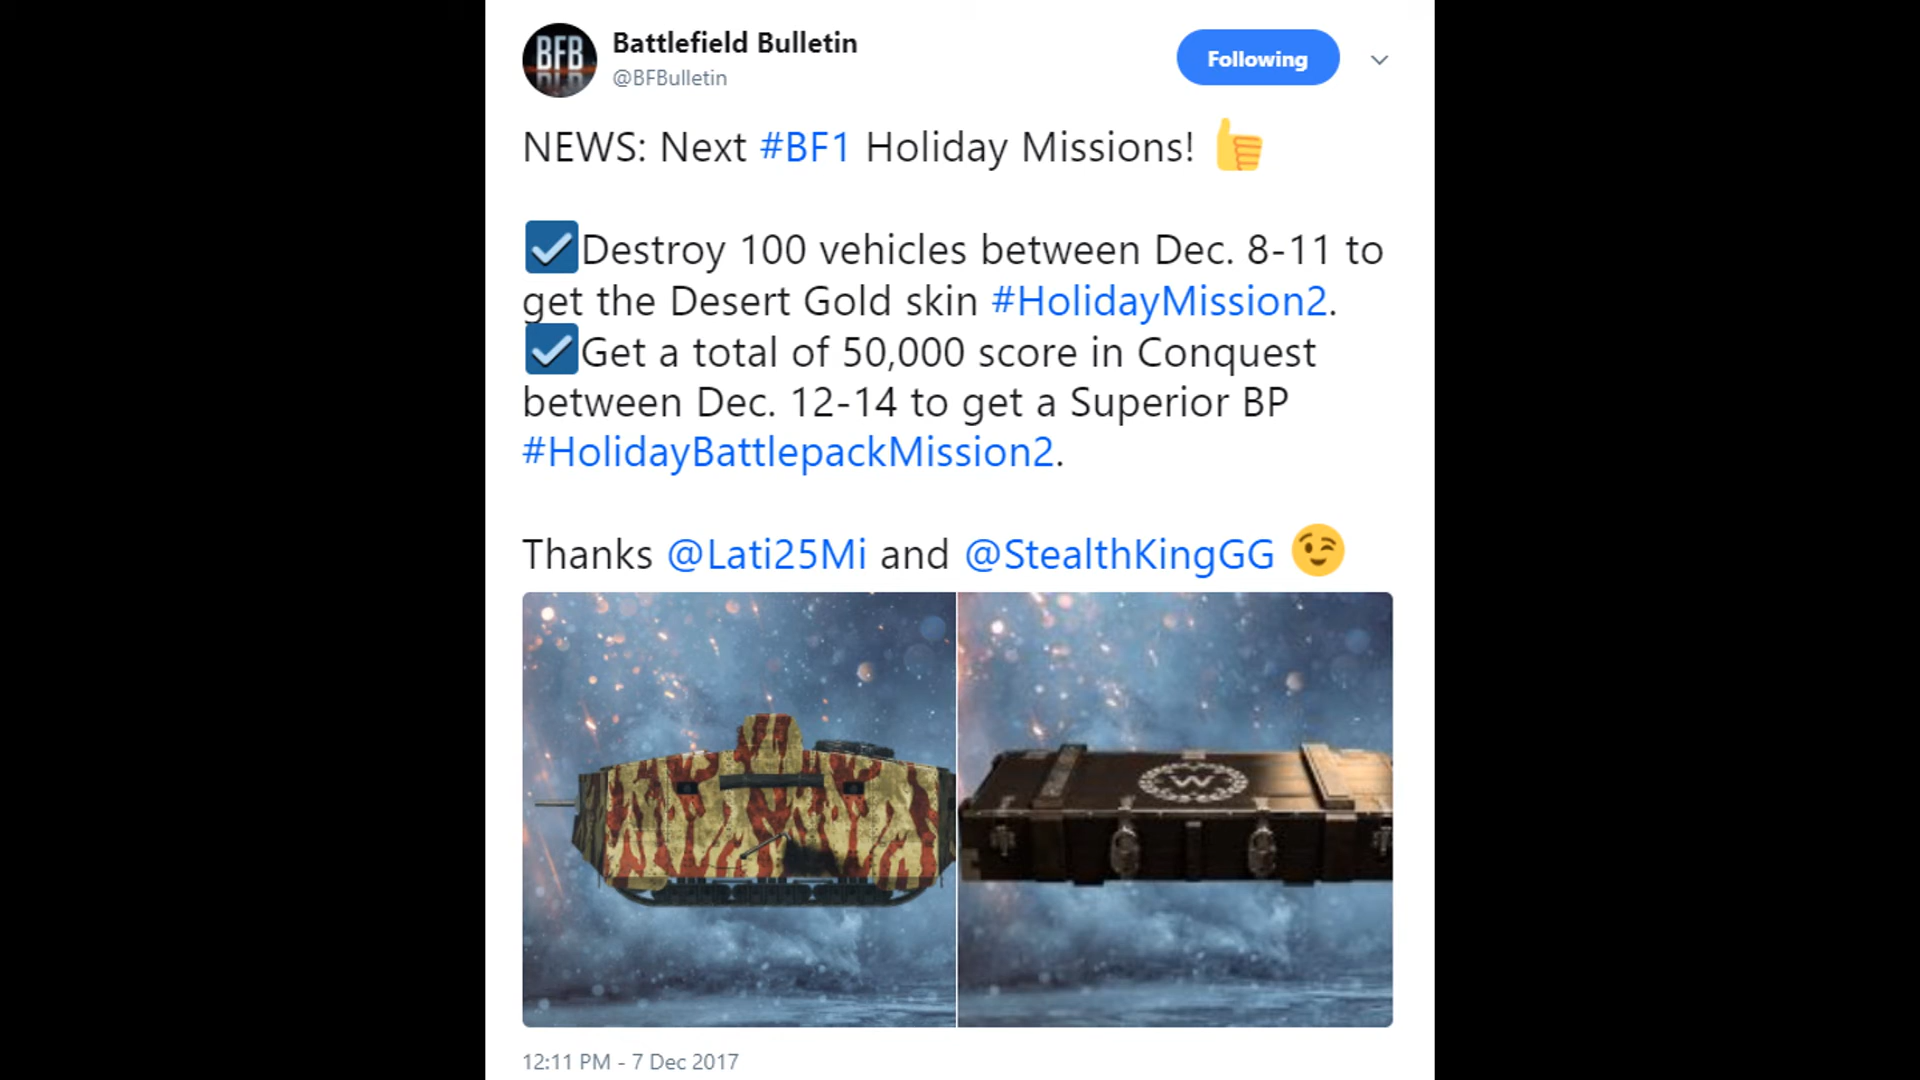 BFB
Battlefield Bulletin
@BFBulletin
Following
NEWS: Next #BF1 Holiday Missions! 👍
☑Destroy 100 vehicles between Dec. 8-11 to
get the Desert Gold skin #HolidayMission2.
☑Get a total of 50,000 score in Conquest
between Dec. 12-14 to get a Superior BP
#HolidayBattlepackMission2.
Thanks @Lati25Mi and @StealthKingGG 😉
W
12:11 PM - 7 Dec 2017